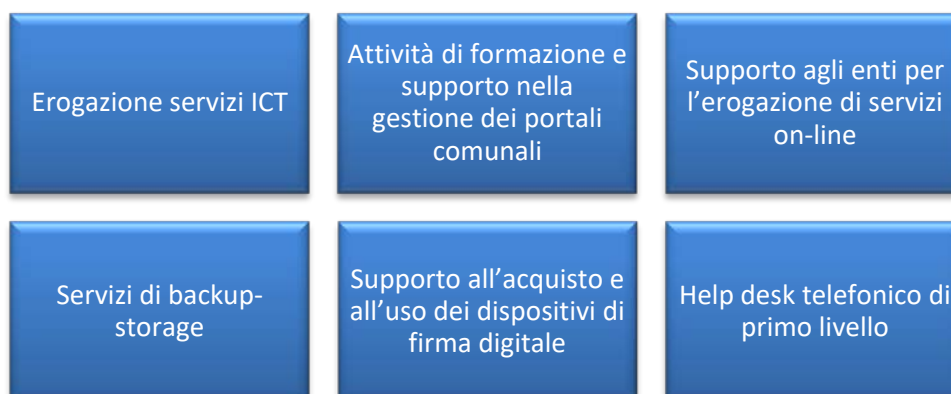 Erogazione servizi ICT
Attività di formazione e
supporto nella
gestione dei portali
comunali
Supporto agli enti per
l’erogazione di servizi
on-line
Servizi di backup-
storage
Supporto all’acquisto e
all’uso dei dispositivi di
firma digitale
Help desk telefonico di
primo livello